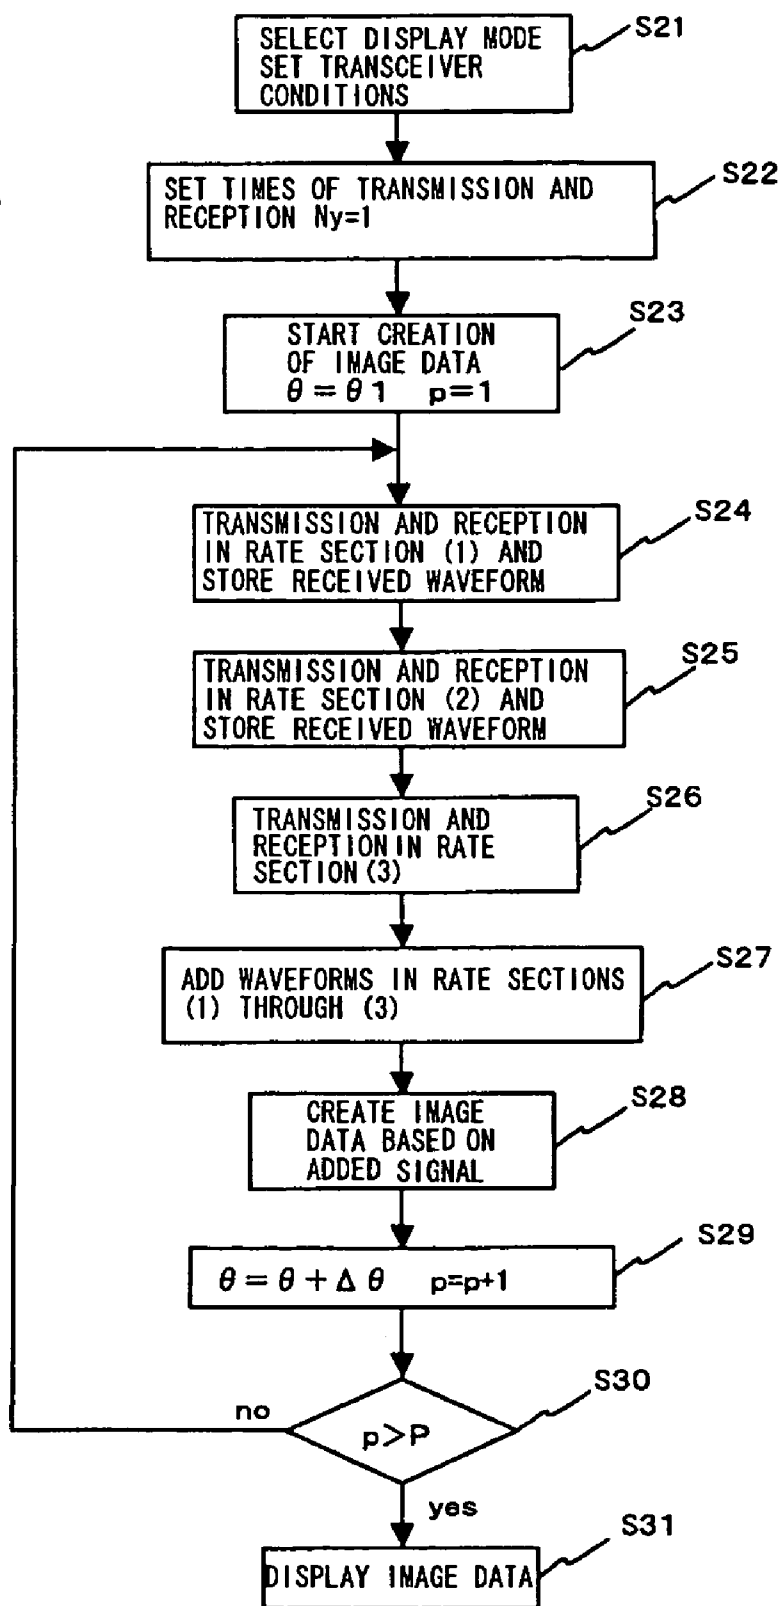 SELECT DISPLAY MODE
SET TRANSCEIVER
CONDITIONS
S21
SET TIMES OF TRANSMISSION AND
RECEPTION Ny=1
S22
START CREATION
OF IMAGE DATA
θ=θ1 p=1
S23
TRANSMISSION AND RECEPTION
IN RATE SECTION (1) AND
STORE RECEIVED WAVEFORM
S24
TRANSMISSION AND RECEPTION
IN RATE SECTION (2) AND
STORE RECEIVED WAVEFORM
S25
TRANSMISSION AND
RECEPTION IN RATE
SECTION (3)
S26
ADD WAVEFORMS IN RATE SECTIONS
(1) THROUGH (3)
S27
CREATE IMAGE
DATA BASED ON
ADDED SIGNAL
S28
θ=θ+Δθ p=p+1
S29
p>P
S30
no
yes
DISPLAY IMAGE DATA
S31